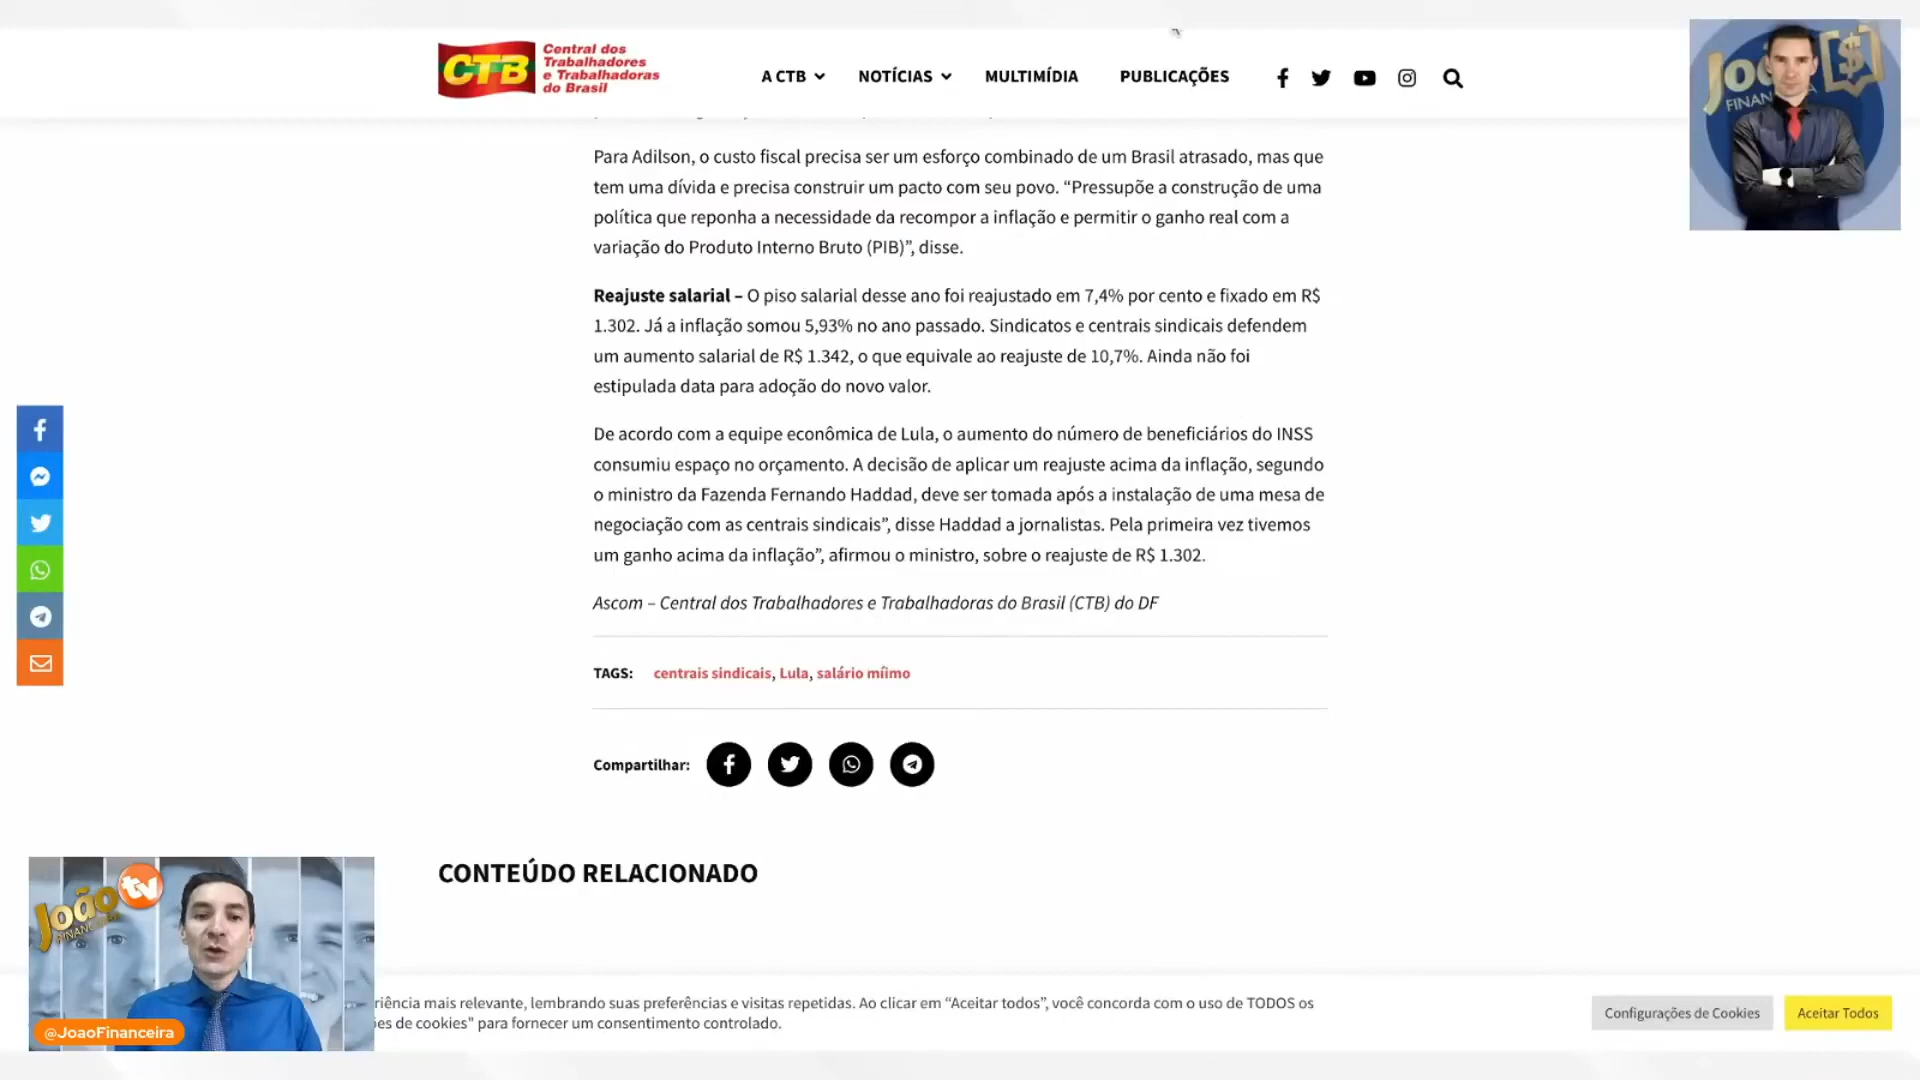 CTB
Central dos
Trabalhadores
e Trabalhadoras
do Brasil
A CTB
NOTÍCIAS
MULTIMÍDIA
PUBLICAÇÕES
João
FINANCEIRA
Para Adilson, o custo fiscal precisa ser um esforço combinado de um Brasil atrasado, mas que
tem uma dívida e precisa construir um pacto com seu povo. “Pressupõe a construção de uma
política que reponha a necessidade da recompor a inflação e permitir o ganho real com a
variação do Produto Interno Bruto (PIB)”, disse.
Reajuste salarial – O piso salarial desse ano foi reajustado em 7,4% por cento e fixado em R$
1.302. Já a inflação somou 5,93% no ano passado. Sindicatos e centrais sindicais defendem
um aumento salarial de R$ 1.342, o que equivale ao reajuste de 10,7%. Ainda não foi
estipulada data para adoção do novo valor.
De acordo com a equipe econômica de Lula, o aumento do número de beneficiários do INSS
consumiu espaço no orçamento. A decisão de aplicar um reajuste acima da inflação, segundo
o ministro da Fazenda Fernando Haddad, deve ser tomada após a instalação de uma mesa de
negociação com as centrais sindicais”, disse Haddad a jornalistas. Pela primeira vez tivemos
um ganho acima da inflação”, afirmou o ministro, sobre o reajuste de R$ 1.302.
Ascom – Central dos Trabalhadores e Trabalhadoras do Brasil (CTB) do DF
TAGS: centrais sindicais, Lula, salário míimo
Compartilhar:
CONTEÚDO RELACIONADO
João tv
FINANCEIRA
@JoaoFinanceira
riência mais relevante, lembrando suas preferências e visitas repetidas. Ao clicar em “Aceitar todos”, você concorda com o uso de TODOS os
ões de cookies" para fornecer um consentimento controlado.
Configurações de Cookies
Aceitar Todos